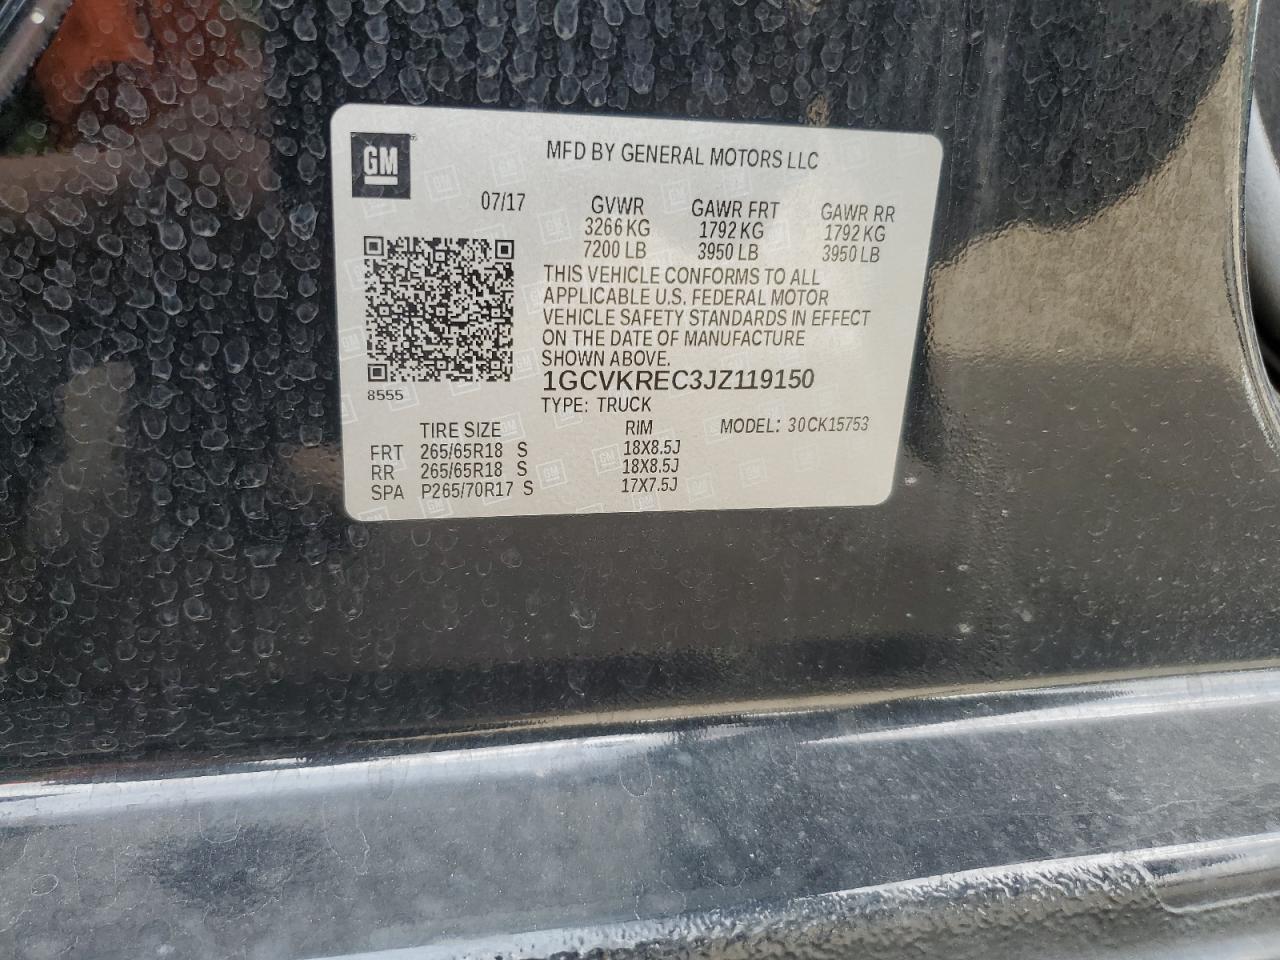 GM
MFD BY GENERAL MOTORS LLC
07/17
GVWR GAWR FRT GAWR RR
3266 KG 1792 KG 1792 KG
7200 LB 3950 LB 3950 LB
THIS VEHICLE CONFORMS TO ALL
APPLICABLE U.S. FEDERAL MOTOR
VEHICLE SAFETY STANDARDS IN EFFECT
ON THE DATE OF MANUFACTURE
SHOWN ABOVE.
8555
1GCVKREC3JZ119150
TYPE: TRUCK
MODEL: 30CK15753
TIRE SIZE RIM
FRT 265/65R18 S 18X8.5J
RR 265/65R18 S 18X8.5J
SPA P265/70R17 S 17X7.5J